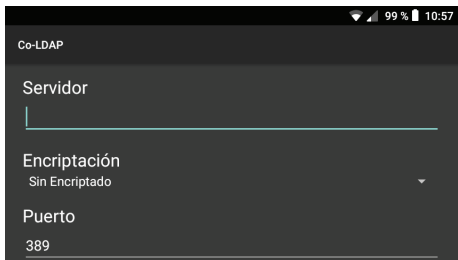 99 % 10:57
Co-LDAP
Servidor
Encriptación
Sin Encriptado
Puerto
389